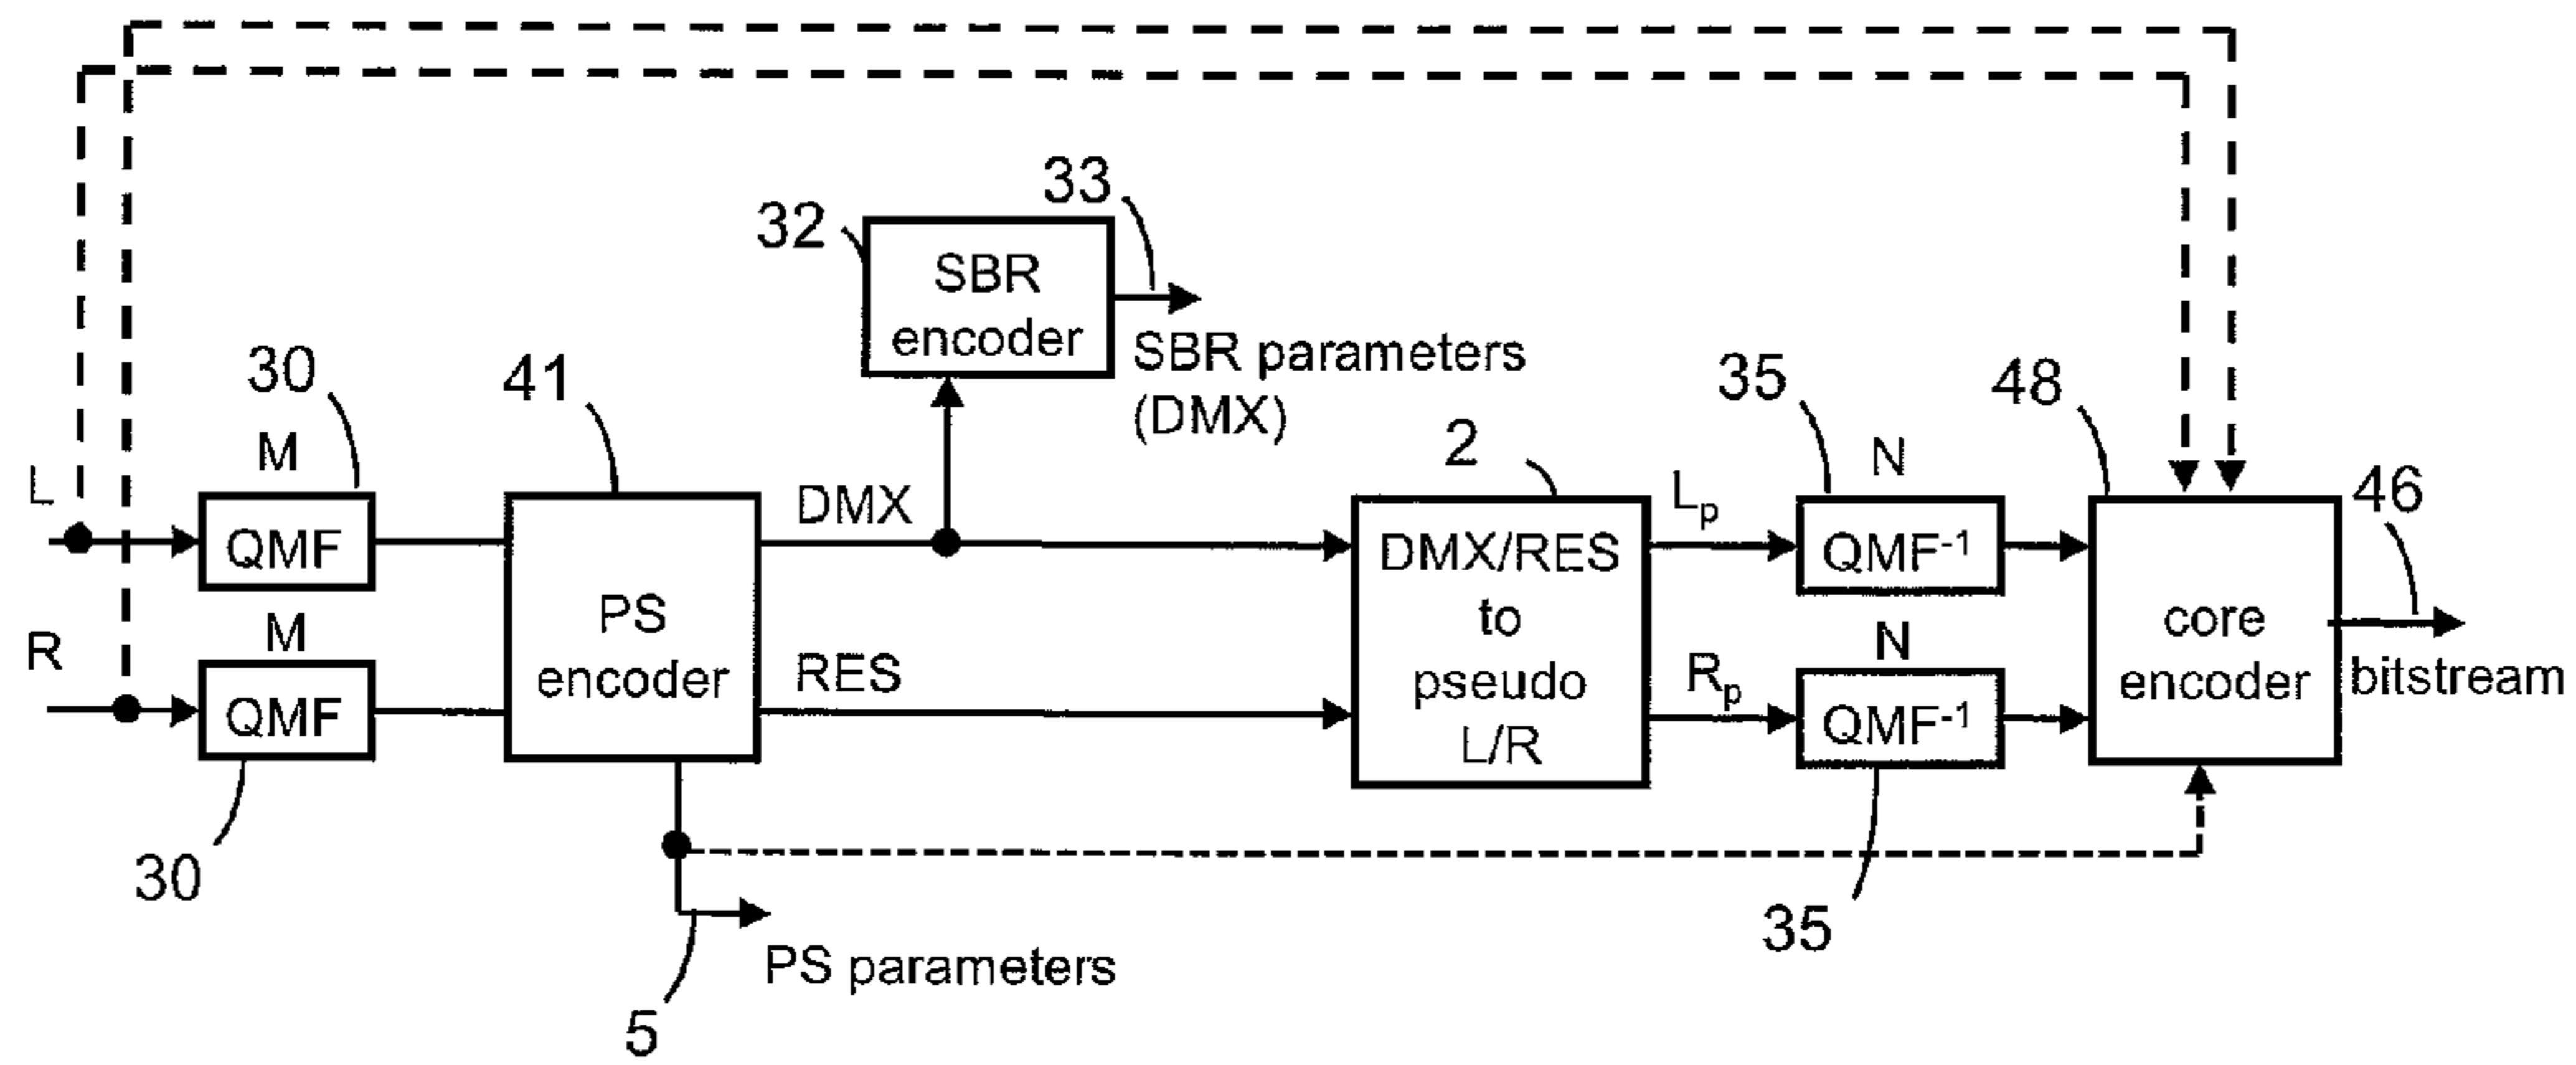 33
32
SBR
encoder
SBR parameters
(DMX)
30
41
35
48
M
2
N
L
DMX
Lp
46
QMF
DMX/RES
QMF-1
PS
encoder
to
core
encoder
M
N
R
RES
pseudo
Rp
bitstream
QMF
L/R
QMF-1
30
35
PS parameters
5